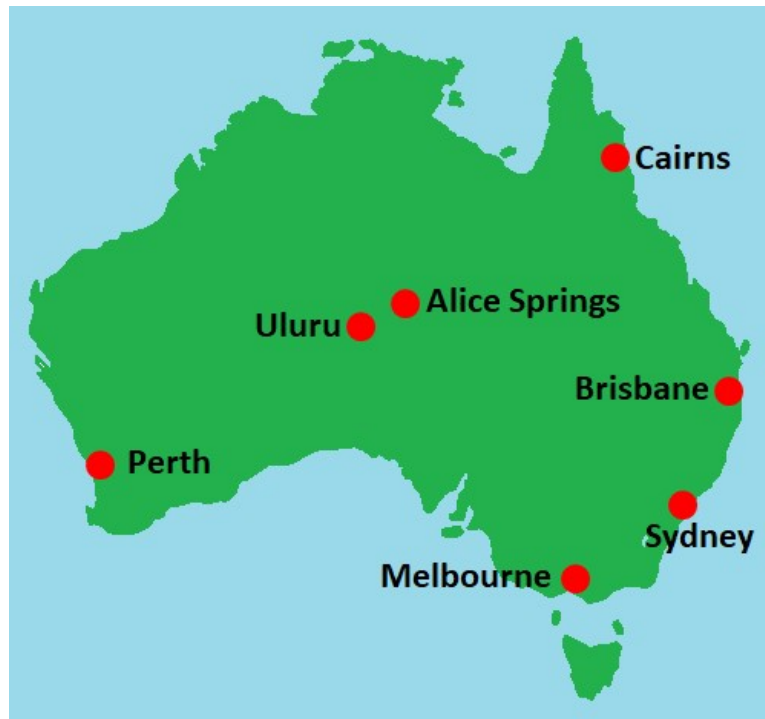 Cairns
Alice Springs
Uluru
Brisbane
Perth
Sydney
Melbourne